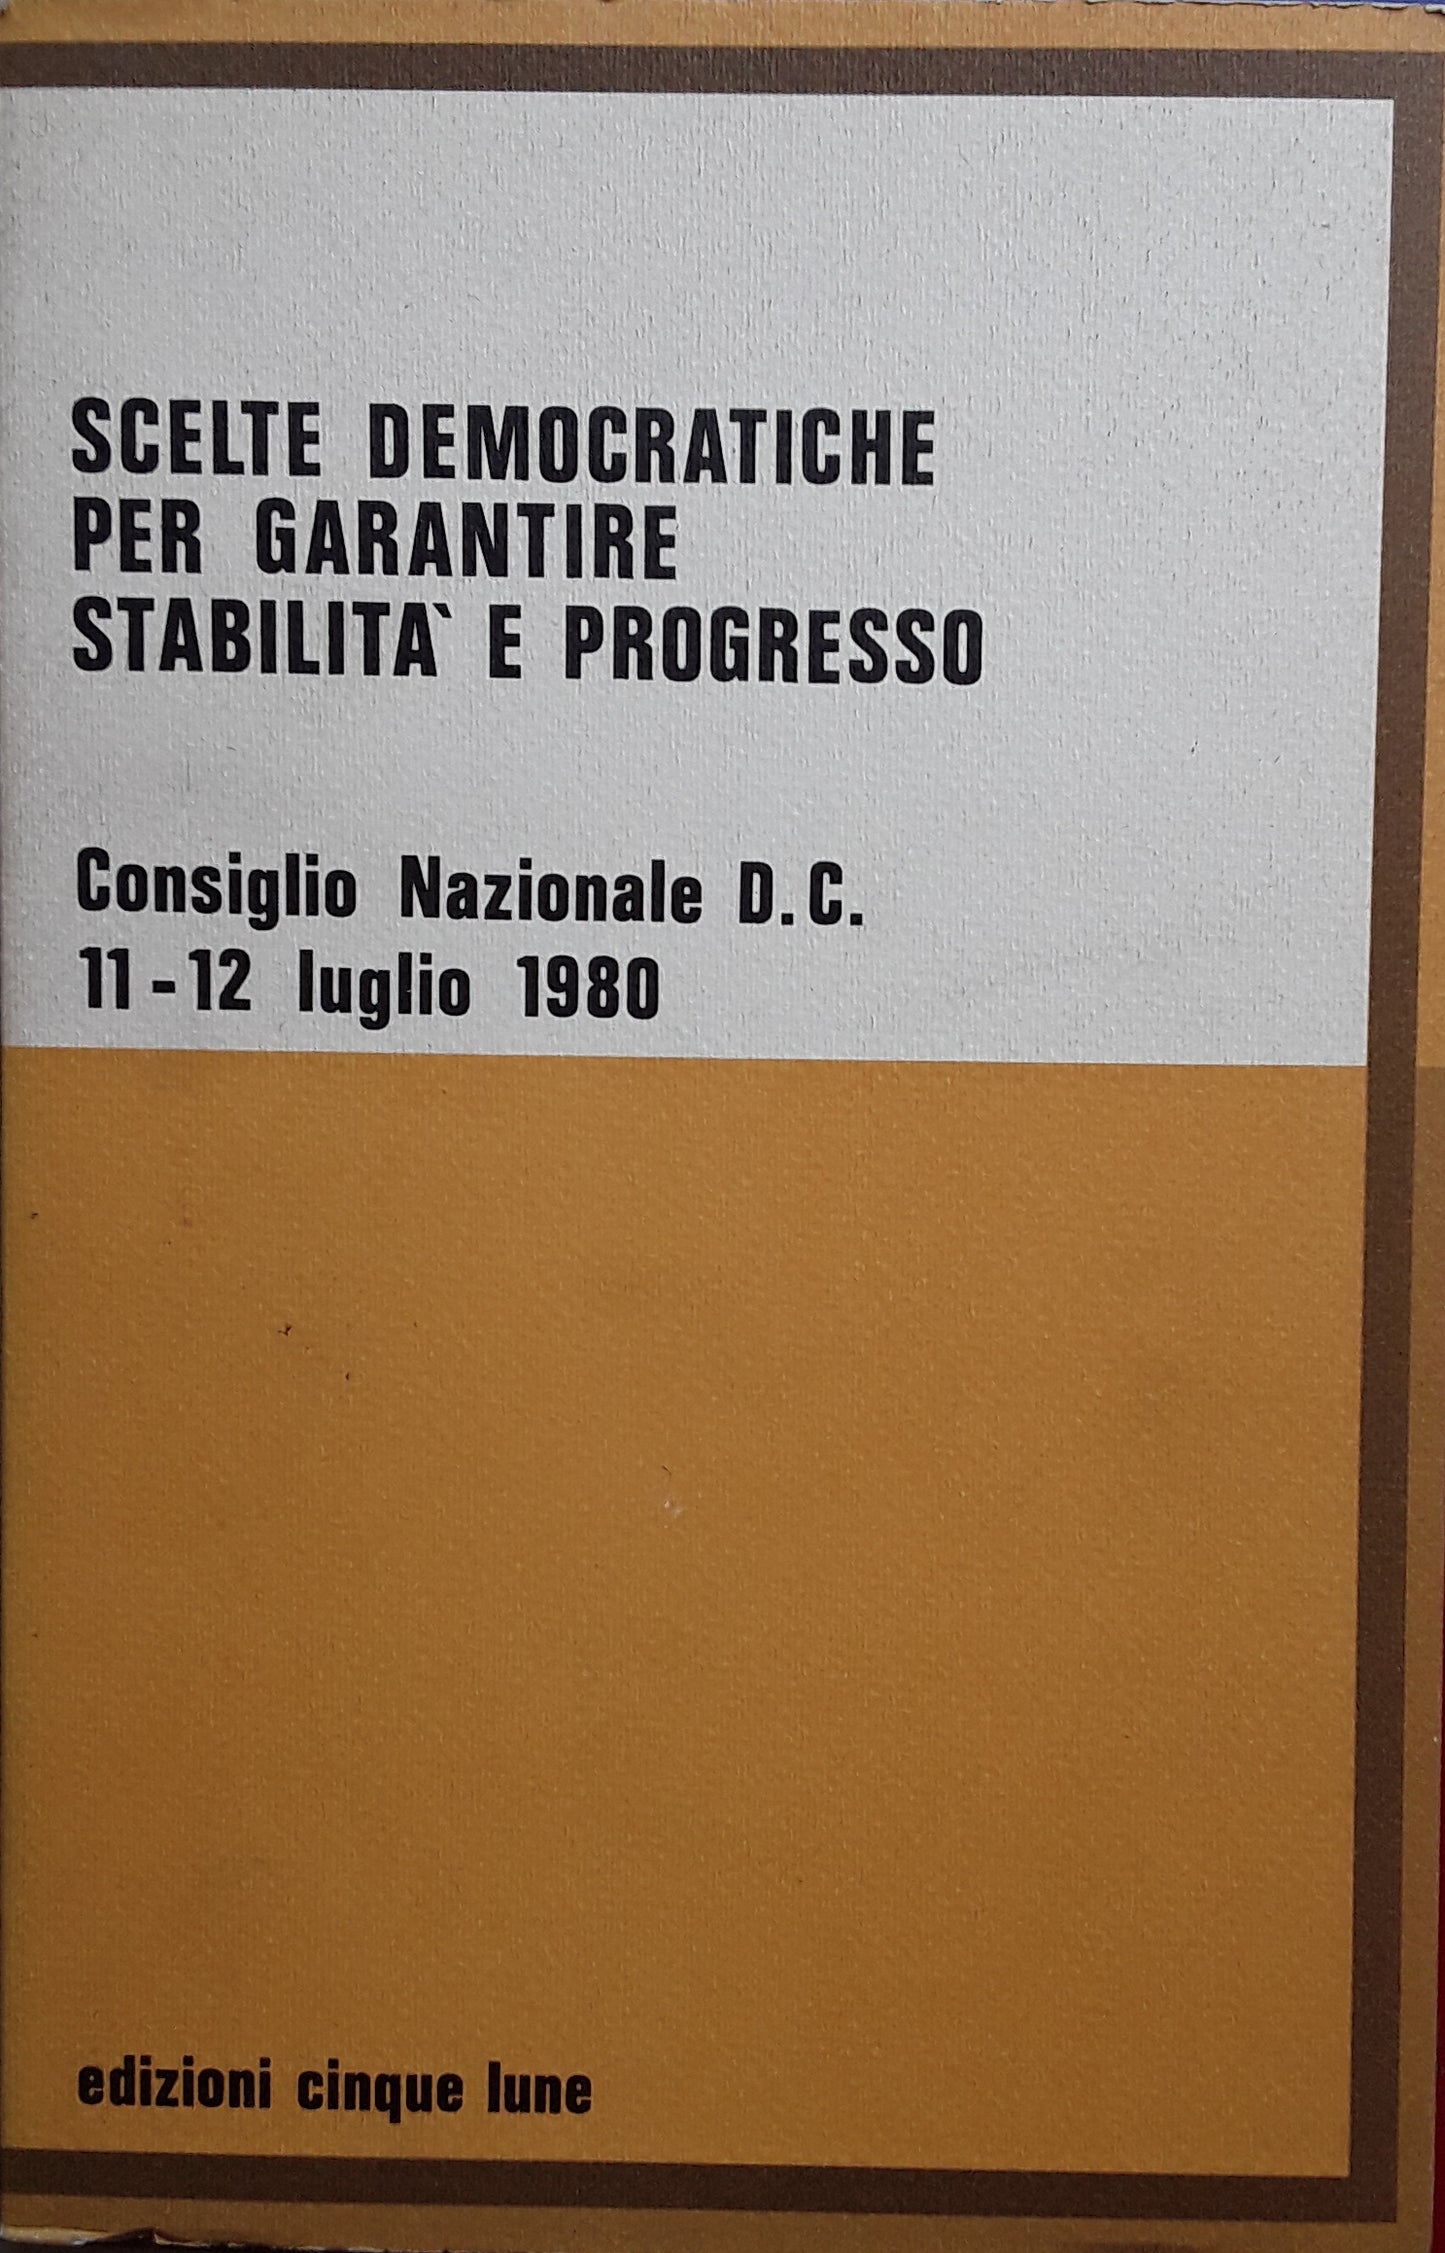 SCELTE DEMOCRATICHE
PER GARANTIRE
STABILITA` E PROGRESSO
Consiglio Nazionale D.C.
11-12 luglio 1980
edizioni cinque lune